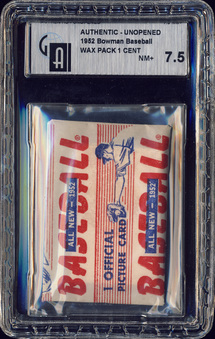 AUTHENTIC - UNOPENED
1952 Bowman Baseball
WAX PACK 1 CENT
NM+ 7.5
GAI
BASEBALL
ALL NEW - 1952
1 OFFICIAL
PICTURE CARD
ALL NEW - 1952
BASEBALL